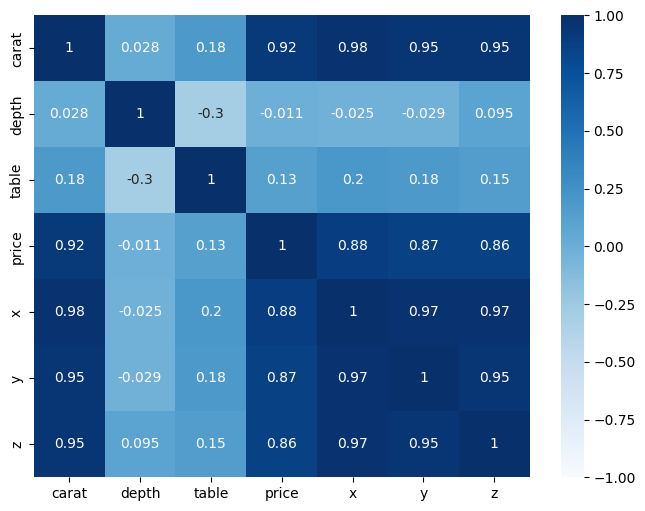 carat 1 0.028 0.18 0.92 0.98 0.95 0.95
depth 0.028 1 -0.3 -0.011 -0.025 -0.029 0.095
table 0.18 -0.3 1 0.13 0.2 0.18 0.15
price 0.92 -0.011 0.13 1 0.88 0.87 0.86
x 0.98 -0.025 0.2 0.88 1 0.97 0.97
y 0.95 -0.029 0.18 0.87 0.97 1 0.95
z 0.95 0.095 0.15 0.86 0.97 0.95 1
carat depth table price x y z
1.00
0.75
0.50
0.25
0.00
−0.25
−0.50
−0.75
−1.00